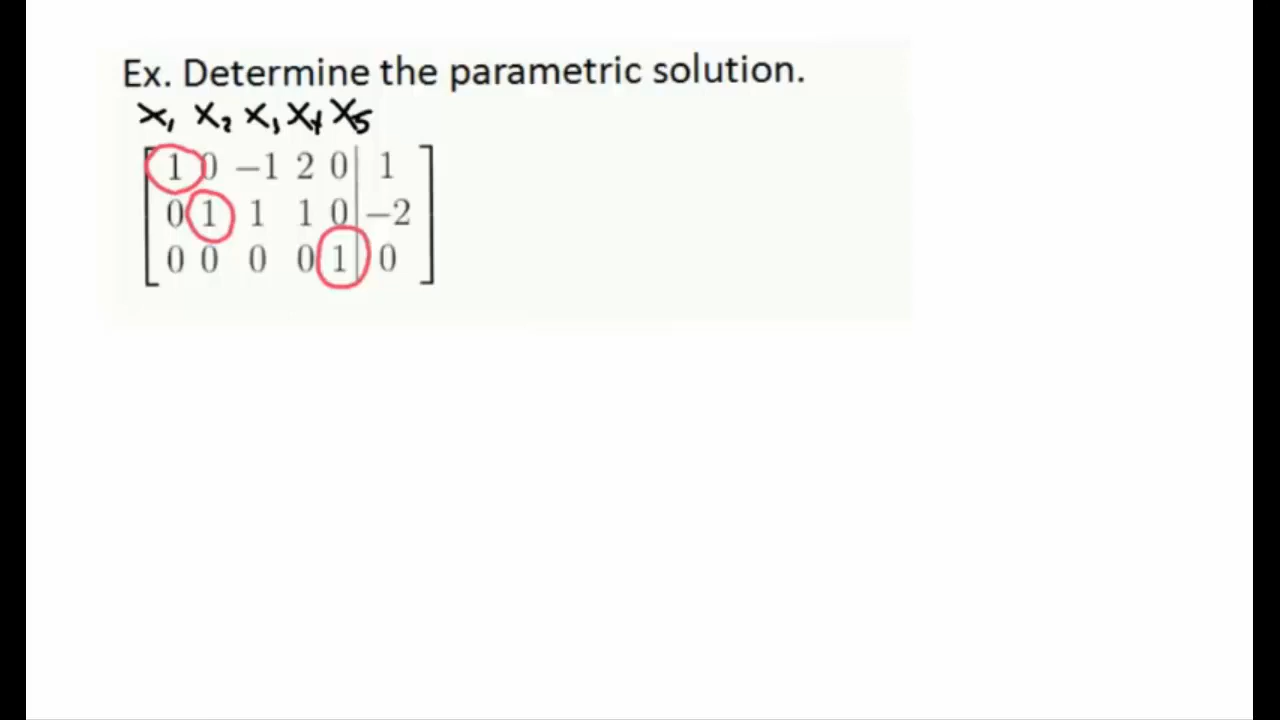 Ex. Determine the parametric solution.
x₁ x₂ x₃ x₄ x₅
1 0 −1 2 0 1
0 1 1 1 0 −2
0 0 0 0 1 0